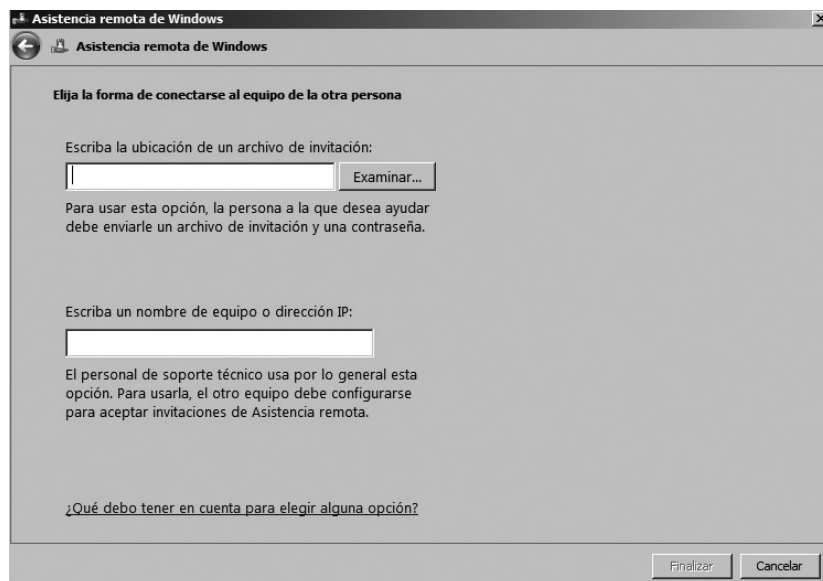 Asistencia remota de Windows
Asistencia remota de Windows
Elija la forma de conectarse al equipo de la otra persona
Escriba la ubicación de un archivo de invitación:
Examinar...
Para usar esta opción, la persona a la que desea ayudar
debe enviarle un archivo de invitación y una contraseña.
Escriba un nombre de equipo o dirección IP:
El personal de soporte técnico usa por lo general esta
opción. Para usarla, el otro equipo debe configurarse
para aceptar invitaciones de Asistencia remota.
¿Qué debo tener en cuenta para elegir alguna opción?
Finalizar Cancelar